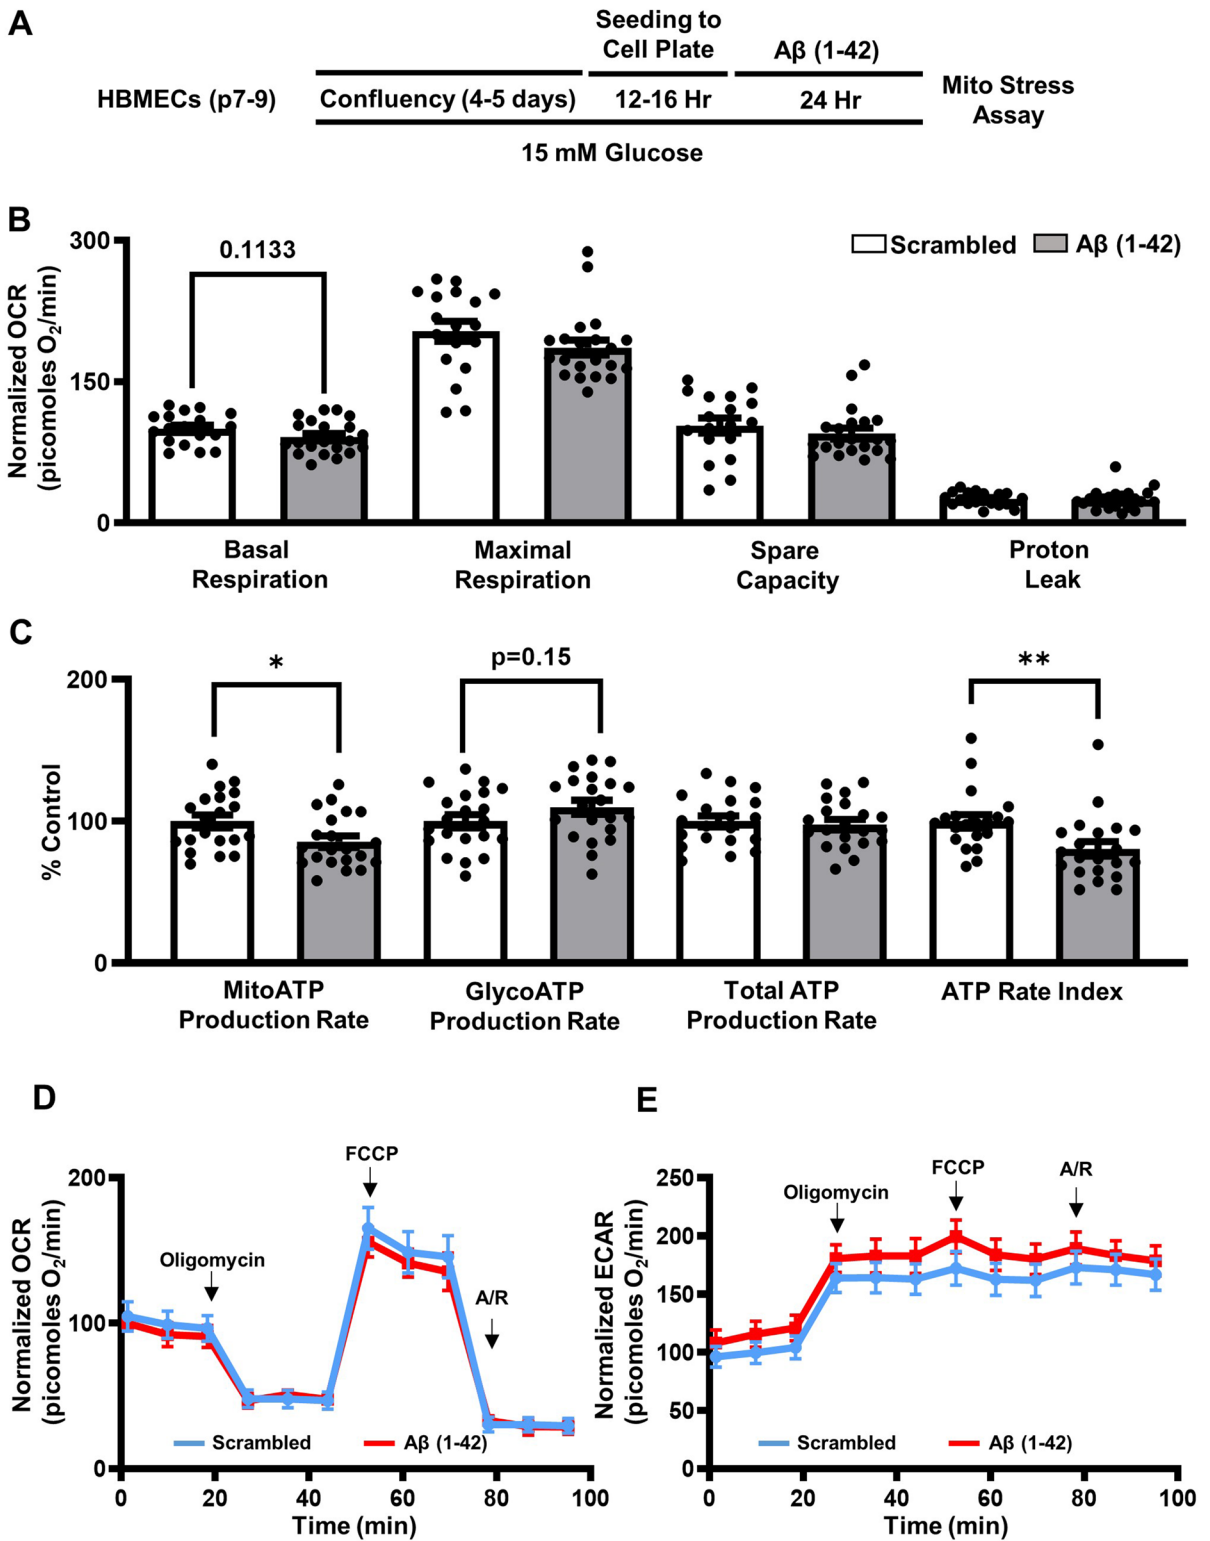 A
Seeding to
Cell Plate
Aβ (1-42)
HBMECs (p7-9)
Confluency (4-5 days)
12-16 Hr
24 Hr
Mito Stress
Assay
15 mM Glucose
B
Normalized OCR
(picomoles O2/min)
300
150
0
0.1133
Scrambled
Aβ (1-42)
Basal
Respiration
Maximal
Respiration
Spare
Capacity
Proton
Leak
C
% Control
200
100
0
*
p=0.15
**
MitoATP
Production Rate
GlycoATP
Production Rate
Total ATP
Production Rate
ATP Rate Index
D
Normalized OCR
(picomoles O2/min)
200
100
0
Oligomycin
FCCP
A/R
Scrambled
Aβ (1-42)
0 20 40 60 80 100
Time (min)
E
Normalized ECAR
(picomoles O2/min)
250
200
150
100
50
0
Oligomycin
FCCP
A/R
Scrambled
Aβ (1-42)
0 20 40 60 80 100
Time (min)